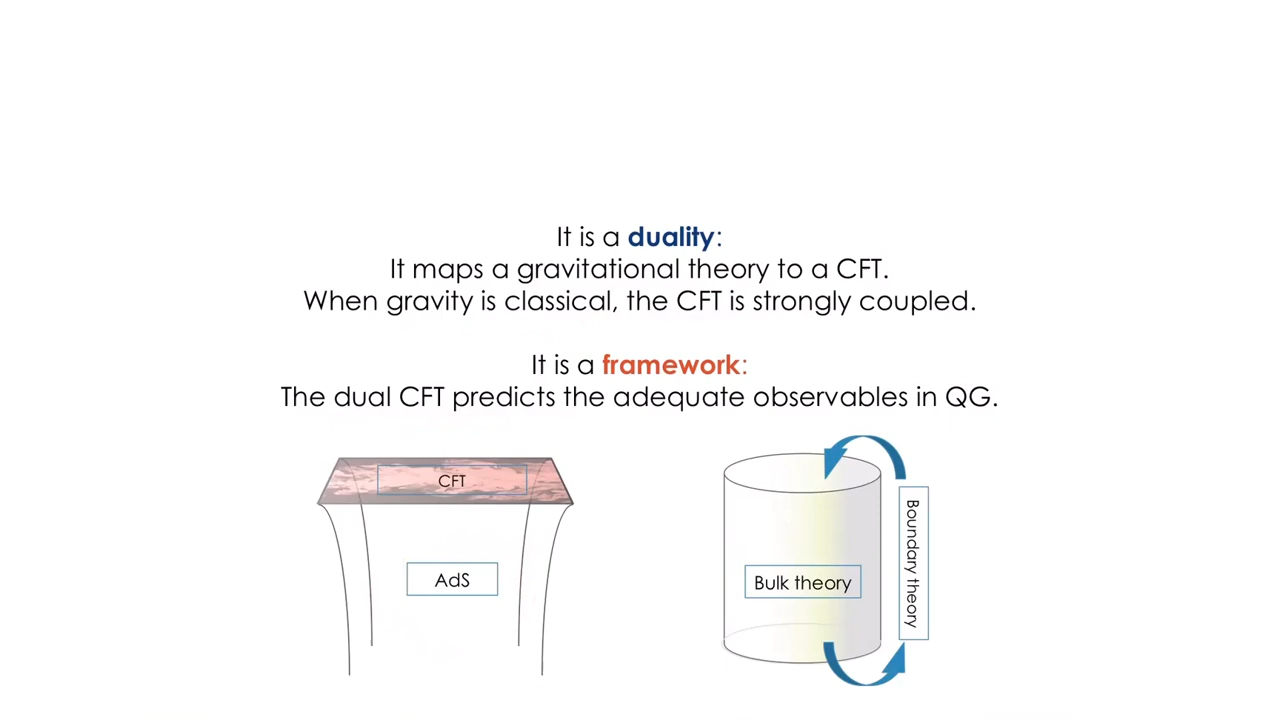 It is a duality:
It maps a gravitational theory to a CFT.
When gravity is classical, the CFT is strongly coupled.
It is a framework:
The dual CFT predicts the adequate observables in QG.
CFT
AdS
Bulk theory
Boundary theory